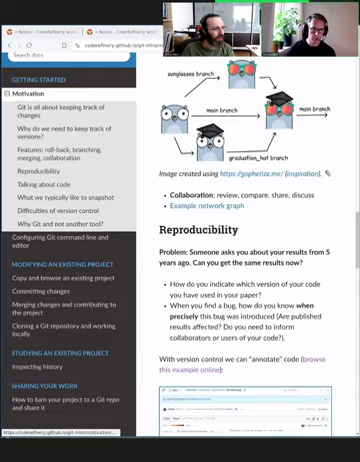 • Notes - CodeRefinery work
• Notes - CodeRefinery work
coderefinery.github.io/git-intro/motivation
Search docs
GETTING STARTED
Motivation
Git is all about keeping track of
changes
Why do we need to keep track of
versions?
Features: roll-back, branching,
merging, collaboration
Reproducibility
Talking about code
What we typically like to snapshot
Difficulties of version control
Why Git and not another tool?
Configuring Git command line and
editor
MODIFYING AN EXISTING PROJECT
Copy and browse an existing project
Committing changes
Merging changes and contributing to
the project
Cloning a Git repository and working
locally
STUDYING AN EXISTING PROJECT
Inspecting history
SHARING YOUR WORK
How to turn your project to a Git repo
and share it
https://coderefinery.github.io/git-intro/motivation/...
sunglasses branch
main branch
main branch
graduation_hat branch
Image created using https://gopherize.me/ (inspiration).
• Collaboration: review, compare, share, discuss
• Example network graph
Reproducibility
Problem: Someone asks you about your results from 5
years ago. Can you get the same results now?
• How do you indicate which version of your code
you have used in your paper?
• When you find a bug, how do you know when
precisely this bug was introduced (Are published
results affected? Do you need to inform
collaborators or users of your code?).
With version control we can "annotate" code (browse
this example online):